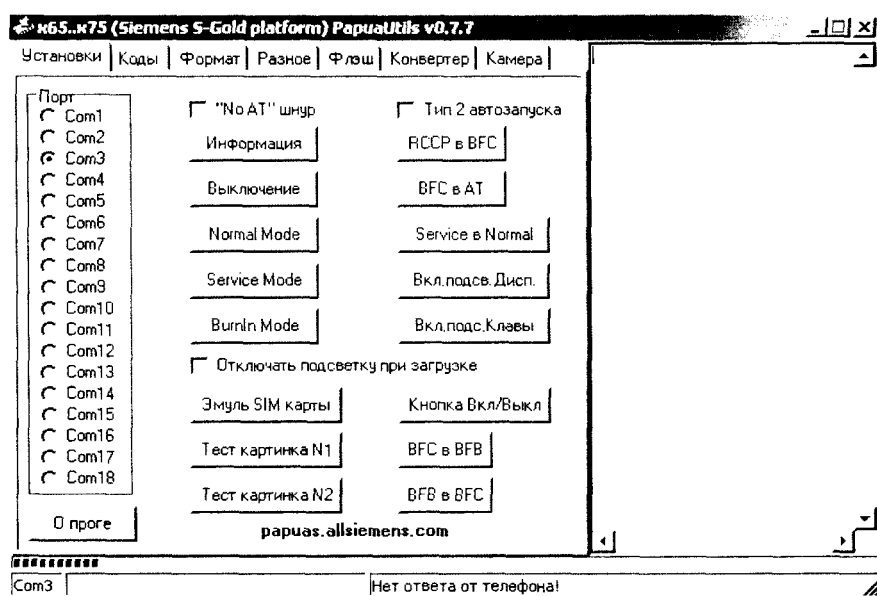 x65..x75 (Siemens S-Gold platform) PapuaUtils v0.7.7
Установки Коды Формат Разное Флэш Конвертер Камера
Порт
Com1
Com2
Com3
Com4
Com5
Com6
Com7
Com8
Com9
Com10
Com11
Com12
Com13
Com14
Com15
Com16
Com17
Com18
О проге
"No AT" шнур
Тип 2 автозапуска
Информация
RCCP в BFC
Выключение
BFC в AT
Normal Mode
Service в Normal
Service Mode
Вкл.подсв.Дисп.
BurnIn Mode
Вкл.подс.Клавы
Отключать подсветку при загрузке
Эмуль SIM карты
Кнопка Вкл/Выкл
Тест картинка N1
BFC в BFB
Тест картинка N2
BFB в BFC
papuas.allsiemens.com
Com3
Нет ответа от телефона!